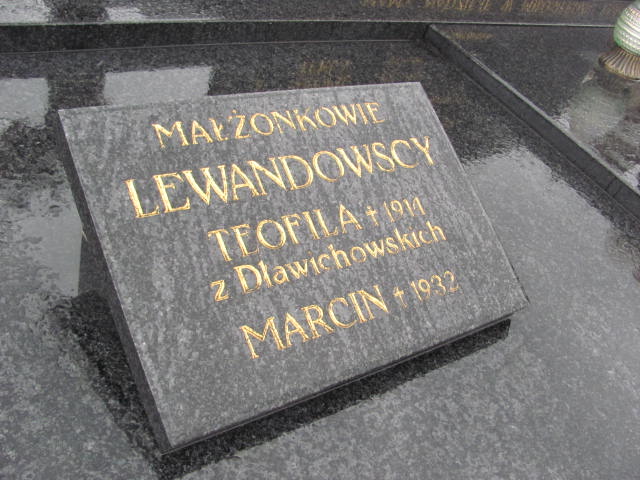 MAŁŻONKOWIE
LEWANDOWSCY
TEOFILA † 1914
z Dławichowskich
MARCIN † 1932